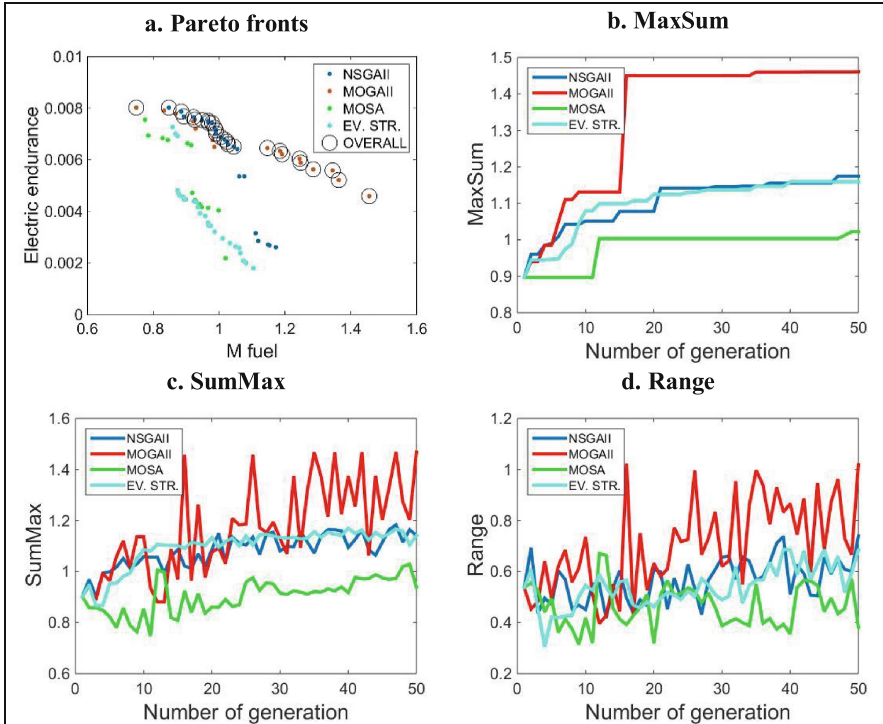 a. Pareto fronts
0.01
0.008
0.006
0.004
0.002
0
0.6 0.8 1 1.2 1.4 1.6
Electric endurance
M fuel
NSGAII
MOGAII
MOSA
EV. STR.
OVERALL
b. MaxSum
1.5
1.4
1.3
1.2
1.1
1
0.9
0.8
0 10 20 30 40 50
MaxSum
Number of generation
NSGAII
MOGAII
MOSA
EV. STR.
c. SumMax
1.6
1.4
1.2
1
0.8
0.6
0 10 20 30 40 50
SumMax
Number of generation
NSGAII
MOGAII
MOSA
EV. STR.
d. Range
1.2
1
0.8
0.6
0.4
0.2
0 10 20 30 40 50
Range
Number of generation
NSGAII
MOGAII
MOSA
EV. STR.